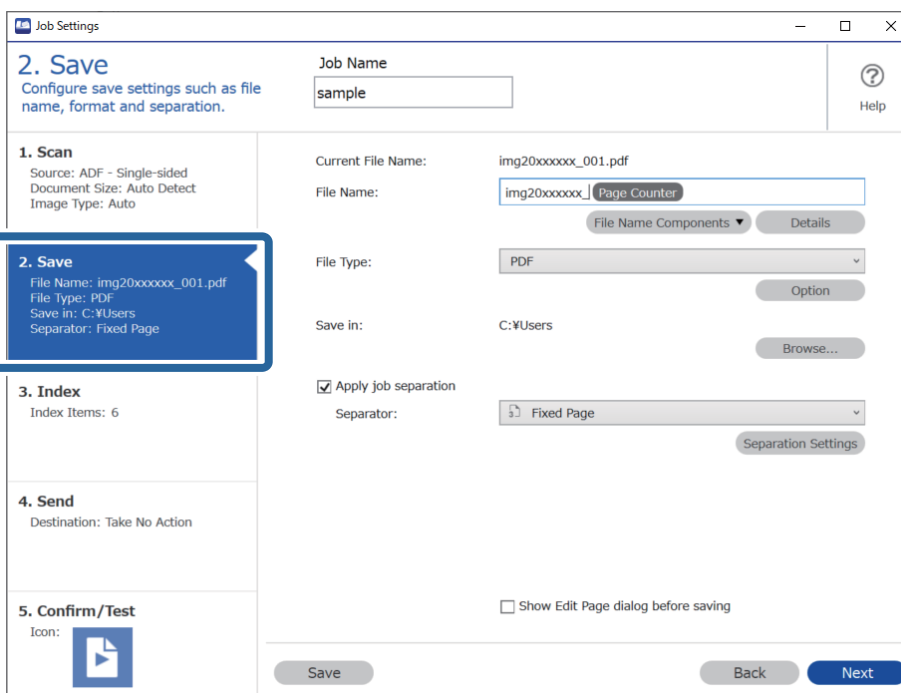 Job Settings
2. Save
Configure save settings such as file
name, format and separation.
Job Name
sample
Help
1. Scan
Source: ADF - Single-sided
Document Size: Auto Detect
Image Type: Auto
2. Save
File Name: img20xxxxxx_001.pdf
File Type: PDF
Save in: C:¥Users
Separator: Fixed Page
3. Index
Index Items: 6
4. Send
Destination: Take No Action
5. Confirm/Test
Icon:
Current File Name: img20xxxxxx_001.pdf
File Name: img20xxxxxx_ Page Counter
File Name Components ▼ Details
File Type: PDF
Option
Save in: C:¥Users
Browse...
Apply job separation
Separator: Fixed Page
Separation Settings
Show Edit Page dialog before saving
Save Back Next